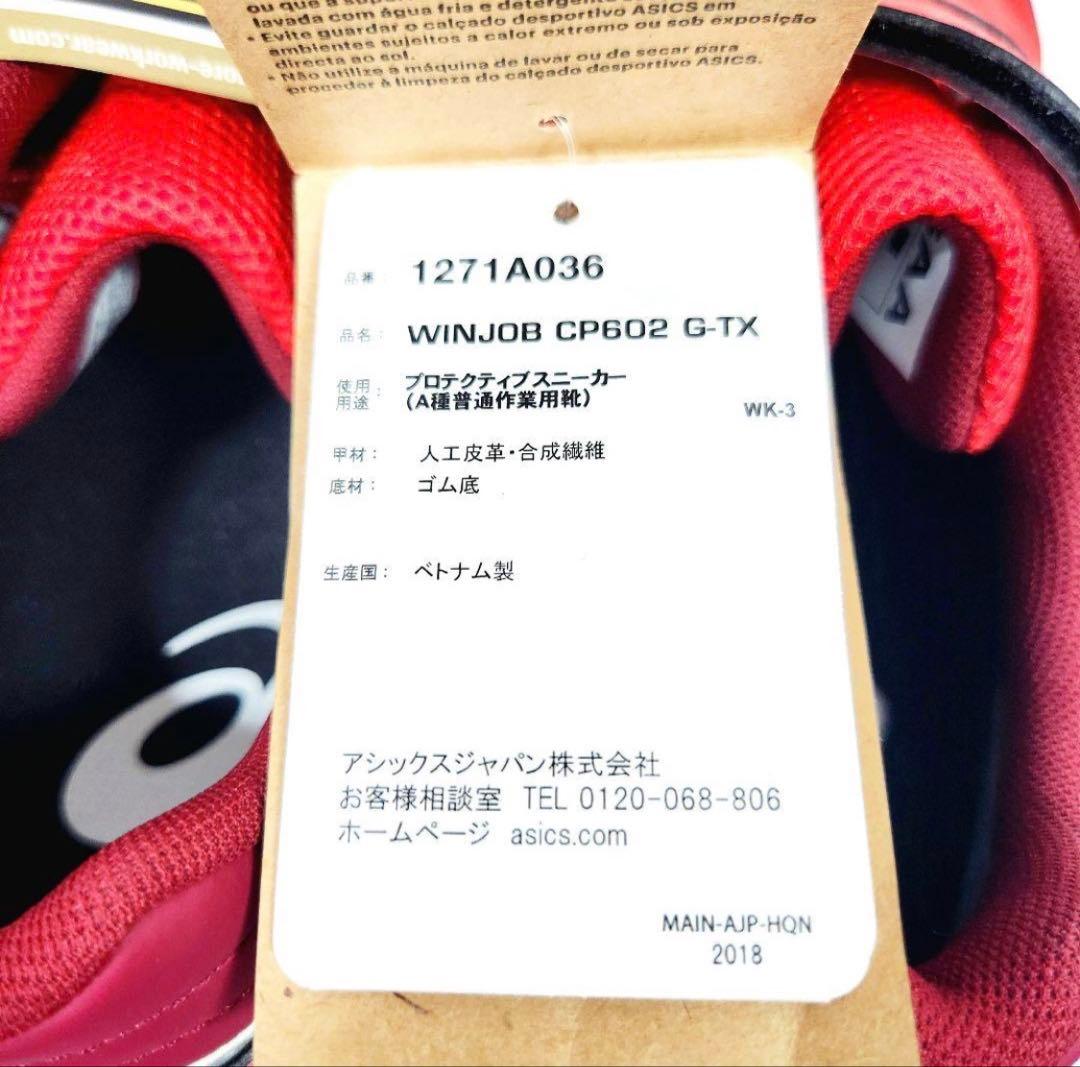 ou que a
lavada com água fria e detergente
• Evite guardar o calçado desportivo ASICS em
ambientes sujeitos a calor extremo ou sob exposição
directa ao sol.
• Não utilize a máquina de lavar ou de secar para
proceder à limpeza do calçado desportivo ASICS.
ore-workwear.com
品番: 1271A036
品名: WINJOB CP602 G-TX
使用用途: プロテクティブスニーカー
(A種普通作業用靴)
WK-3
甲材: 人工皮革・合成繊維
底材: ゴム底
生産国: ベトナム製
アシックスジャパン株式会社
お客様相談室 TEL 0120-068-806
ホームページ asics.com
MAIN-AJP-HQN
2018